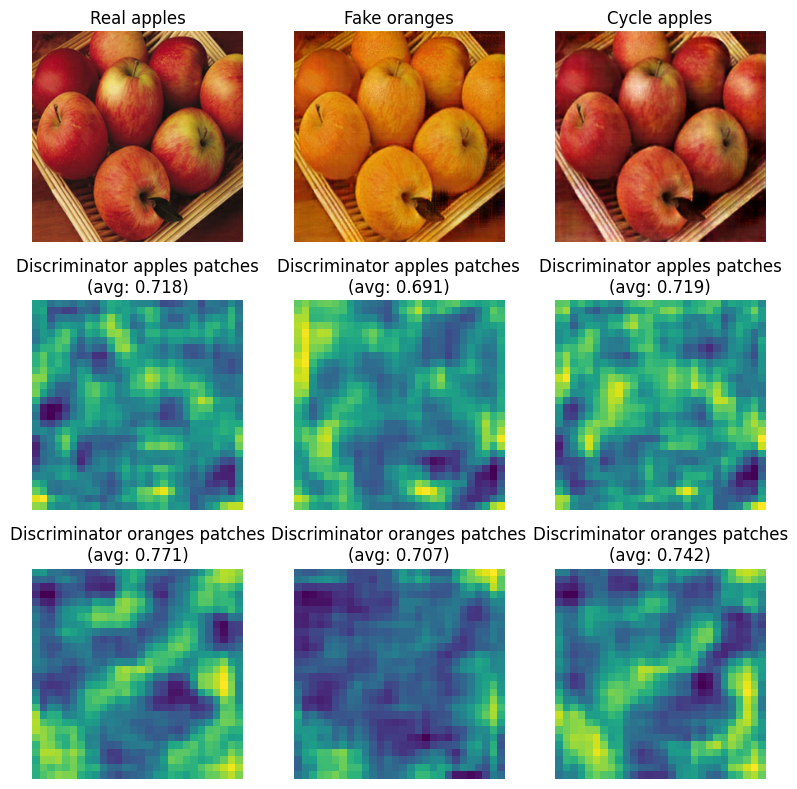 Real apples
Fake oranges
Cycle apples
Discriminator apples patches
(avg: 0.718)
Discriminator apples patches
(avg: 0.691)
Discriminator apples patches
(avg: 0.719)
Discriminator oranges patches
(avg: 0.771)
Discriminator oranges patches
(avg: 0.707)
Discriminator oranges patches
(avg: 0.742)